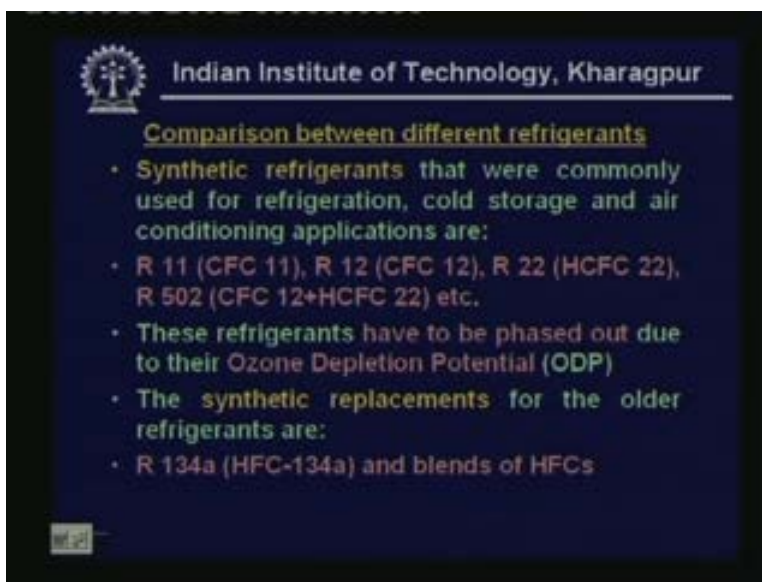 Indian Institute of Technology, Kharagpur
Comparison between different refrigerants
• Synthetic refrigerants that were commonly
used for refrigeration, cold storage and air
conditioning applications are:
• R 11 (CFC 11), R 12 (CFC 12), R 22 (HCFC 22),
R 502 (CFC 12+HCFC 22) etc.
• These refrigerants have to be phased out due
to their Ozone Depletion Potential (ODP)
• The synthetic replacements for the older
refrigerants are:
• R 134a (HFC-134a) and blends of HFCs